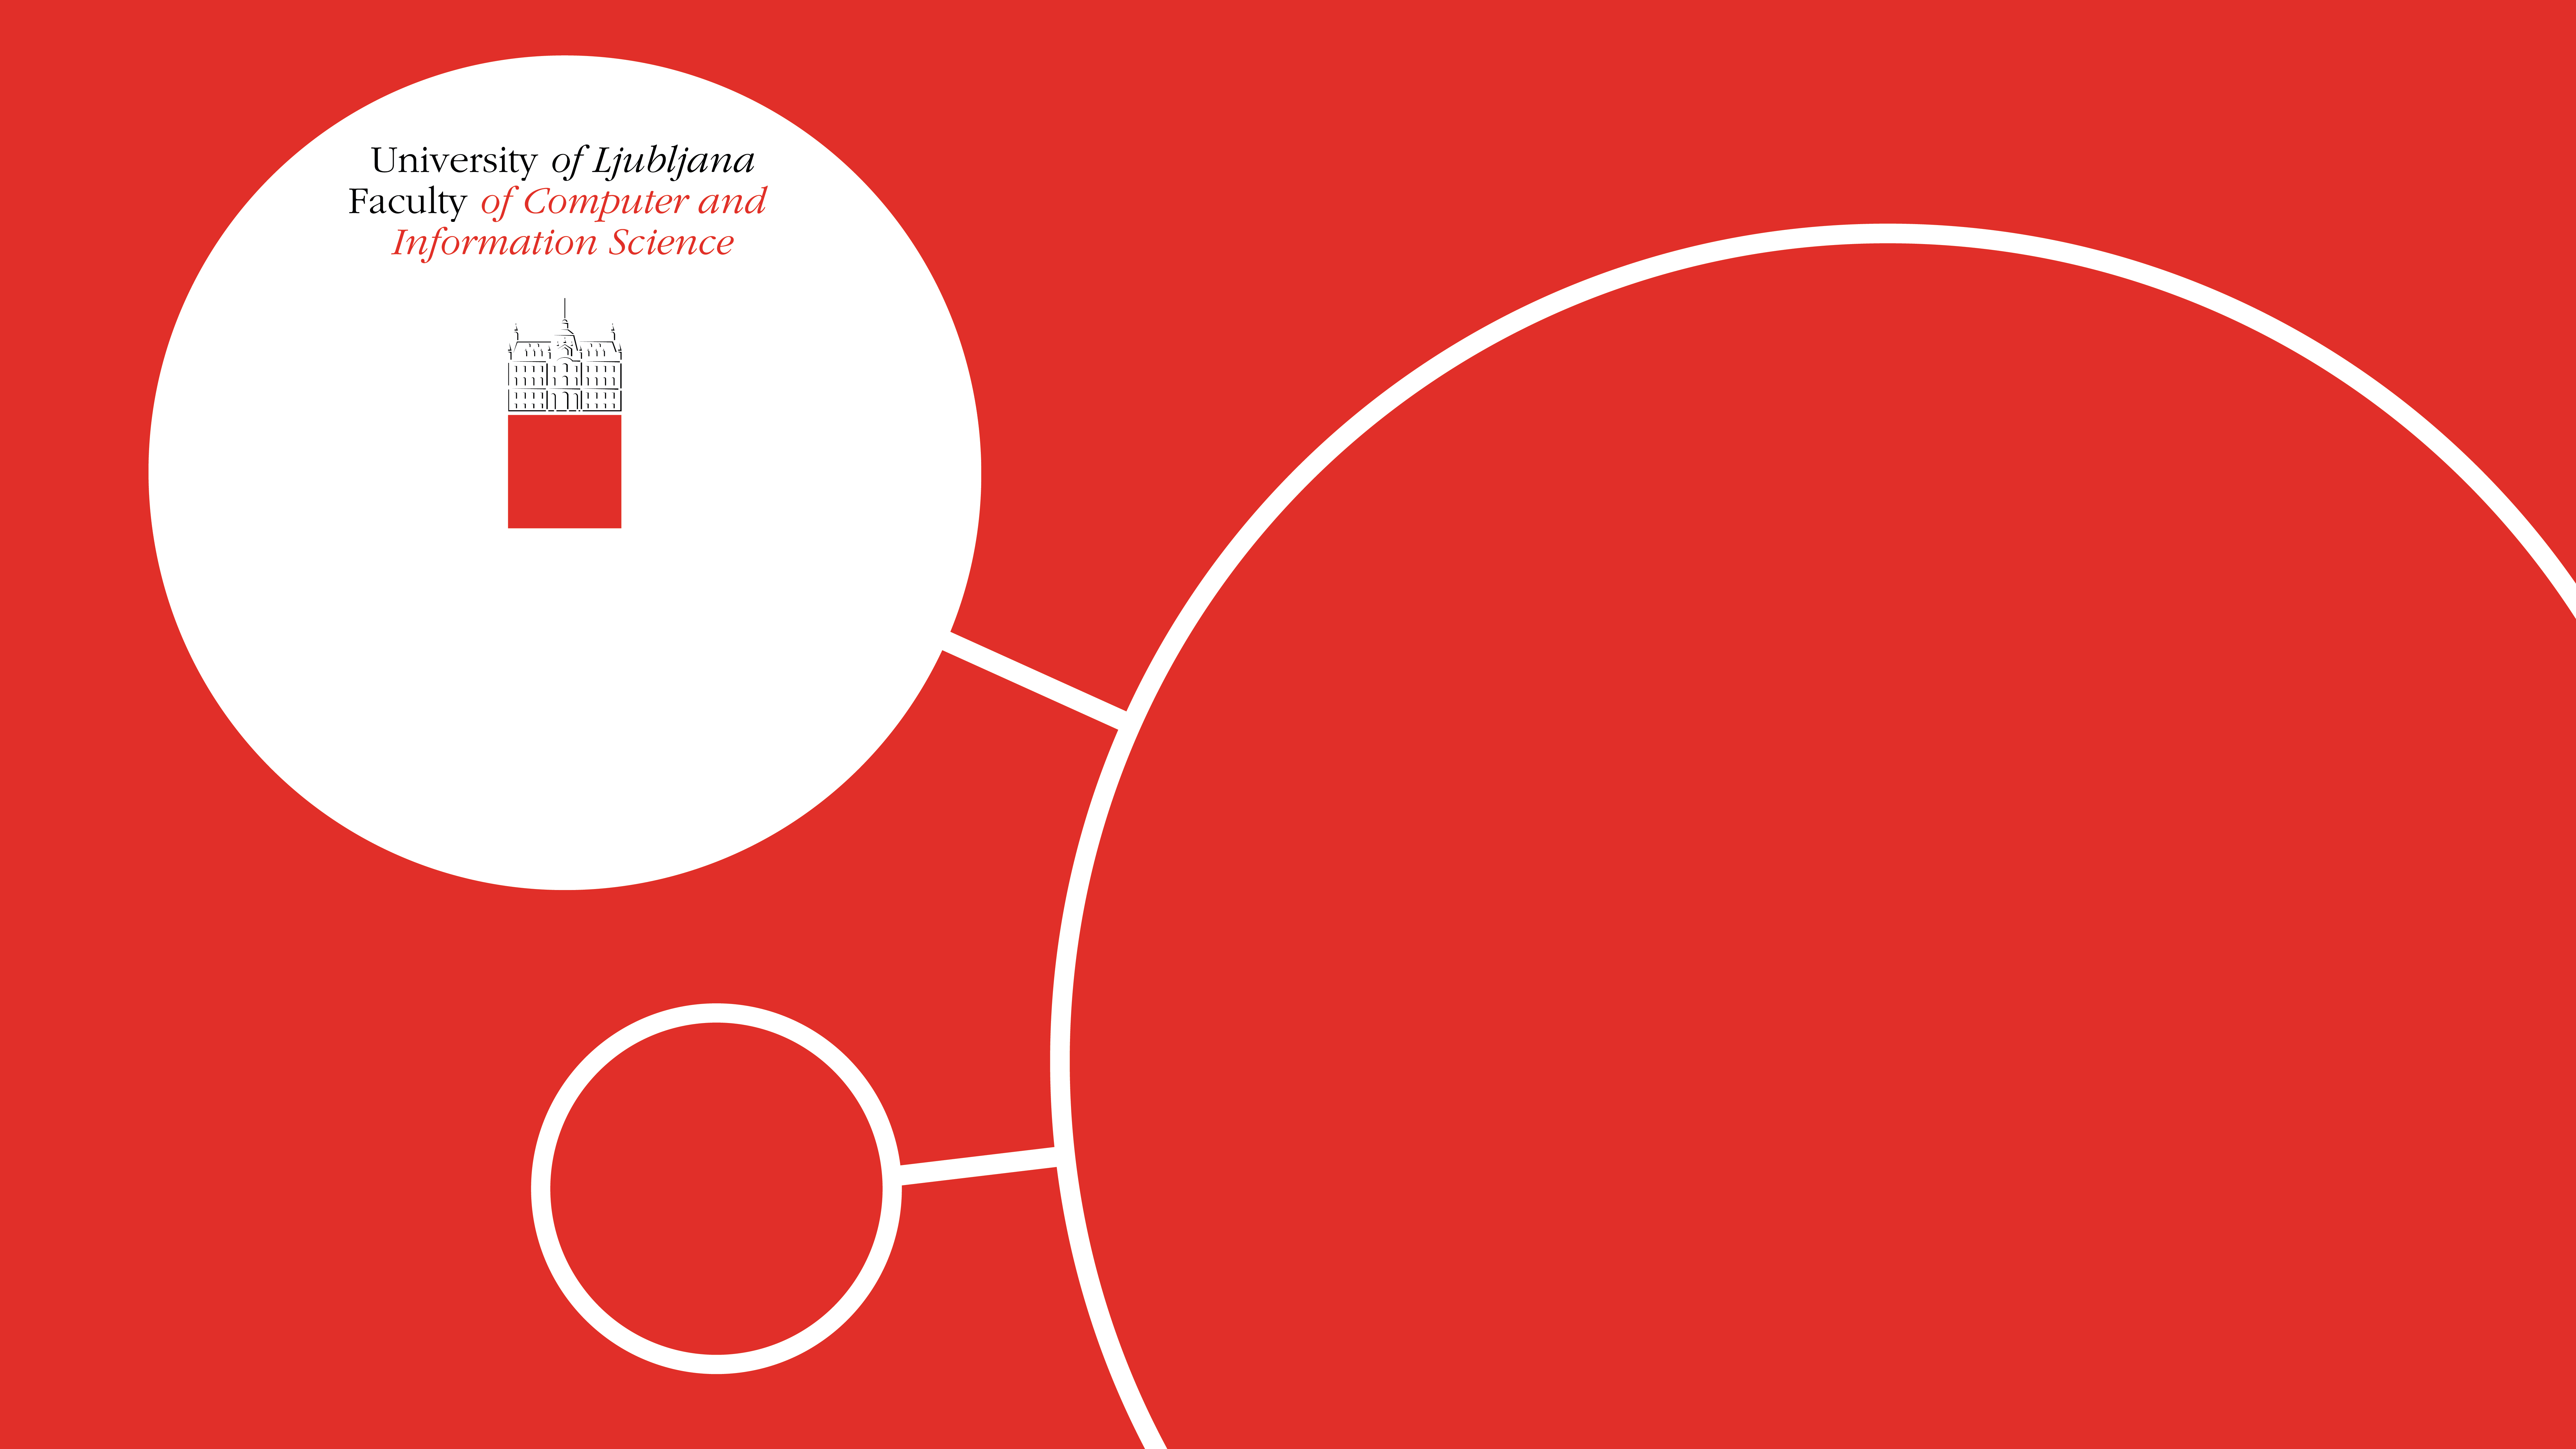 University of Ljubljana
Faculty of Computer and
Information Science